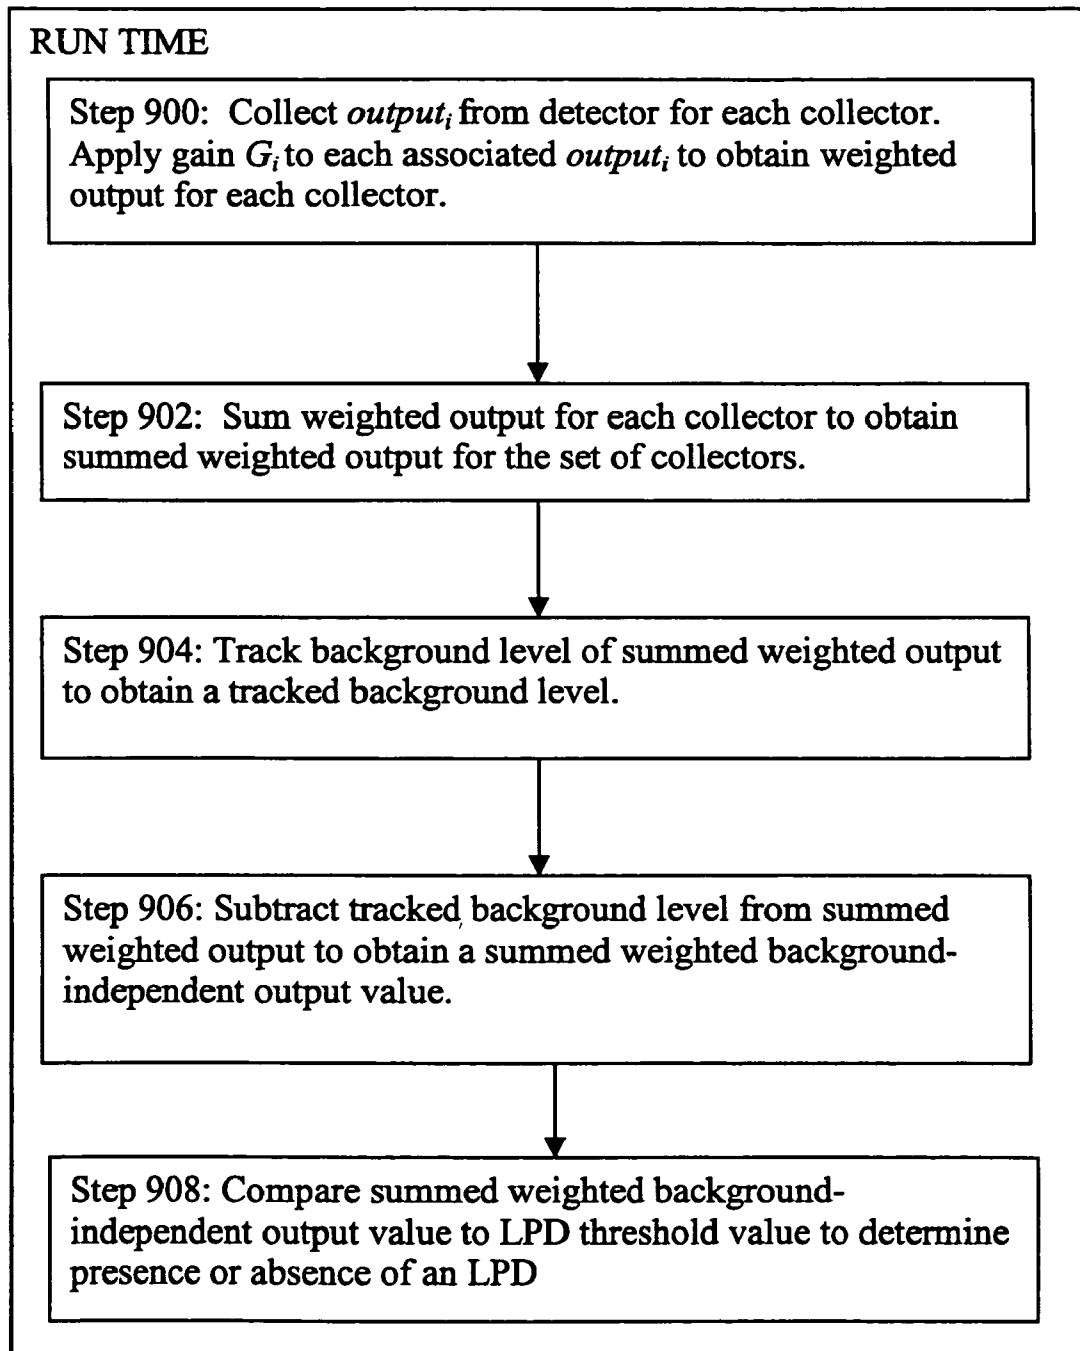 RUN TIME
Step 900: Collect outputᵢ from detector for each collector.
Apply gain Gᵢ to each associated outputᵢ to obtain weighted
output for each collector.
Step 902: Sum weighted output for each collector to obtain
summed weighted output for the set of collectors.
Step 904: Track background level of summed weighted output
to obtain a tracked background level.
Step 906: Subtract tracked background level from summed
weighted output to obtain a summed weighted background-
independent output value.
Step 908: Compare summed weighted background-
independent output value to LPD threshold value to determine
presence or absence of an LPD